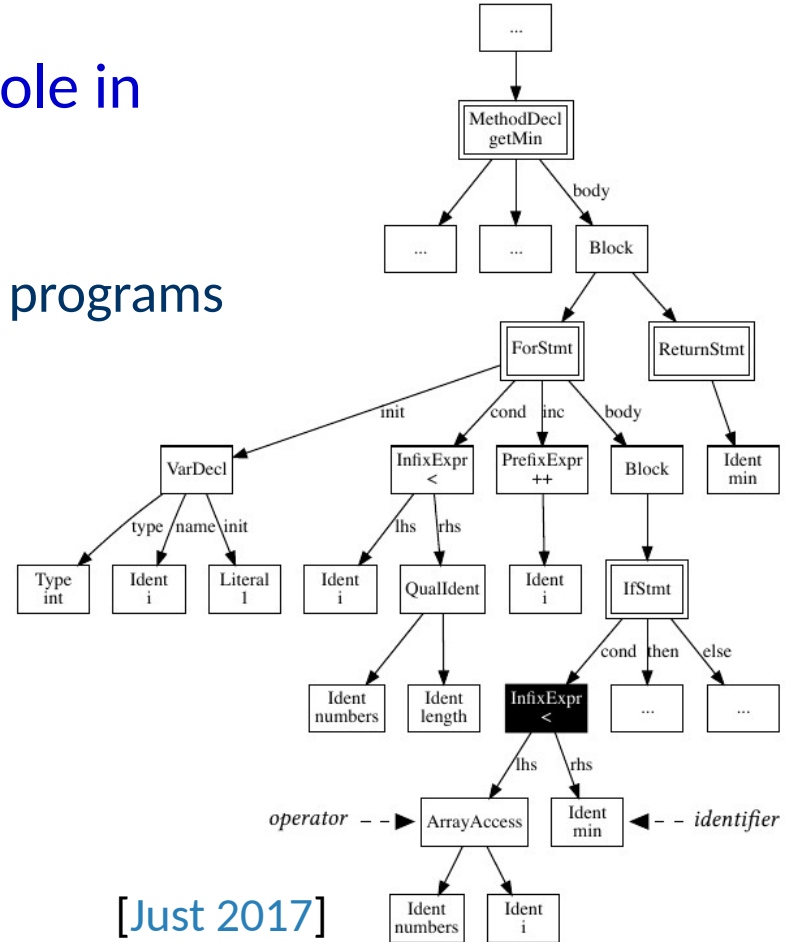 ...
ole in
MethodDecl
getMin
body
... ... Block
programs
ForStmt ReturnStmt
init cond inc body
VarDecl InfixExpr PrefixExpr Block Ident
< ++ min
type name init lhs rhs
Type Ident Literal Ident QualIdent Ident IfStmt
int i 1 i i
cond then else
Ident Ident InfixExpr ... ...
numbers length <
lhs rhs
operator ArrayAccess Ident identifier
min
[Just 2017]
Ident Ident
numbers i